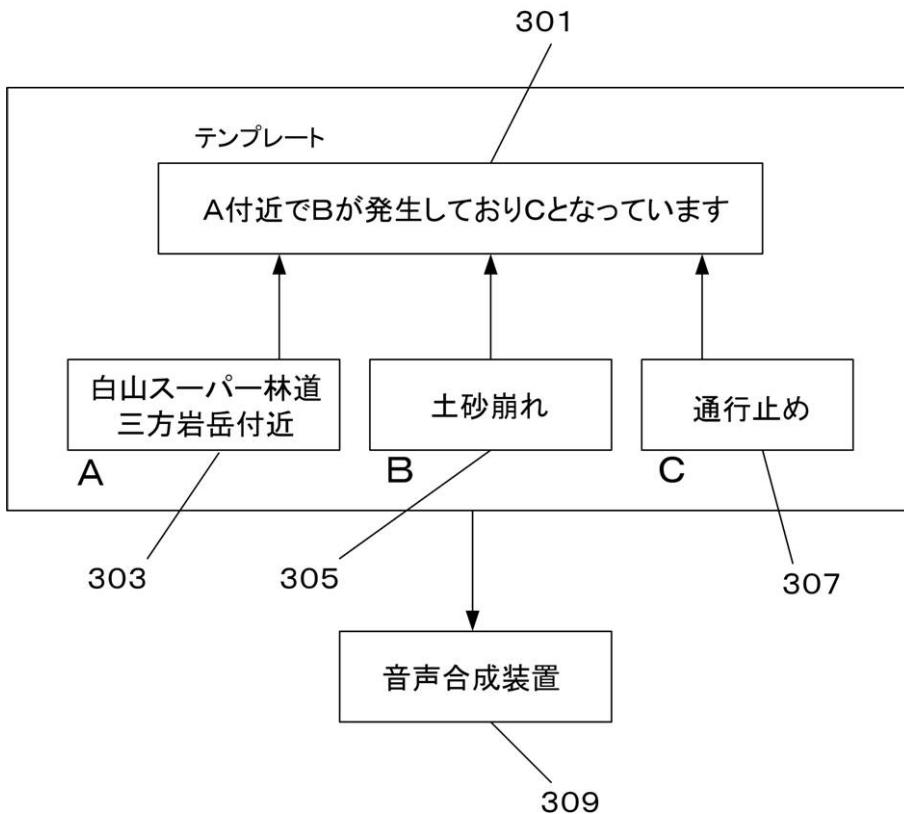 301
テンプレート
A付近でBが発生しておりCとなっています
白山スーパー林道
三方岩岳付近
土砂崩れ
通行止め
A
B
C
303
305
307
音声合成装置
309